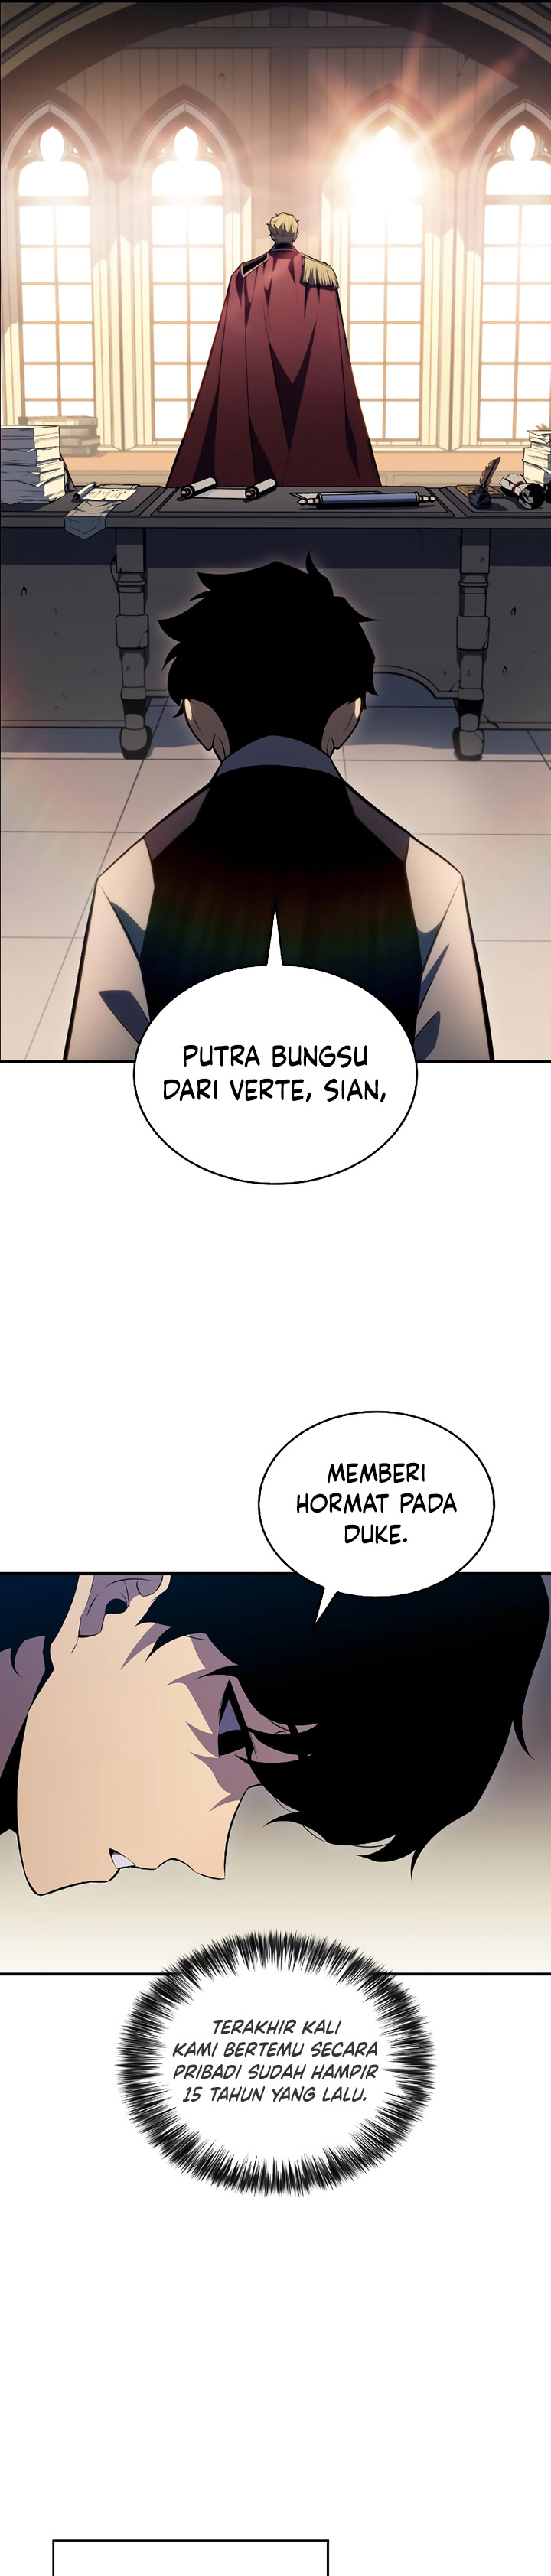 PUTRA BUNGSU
DARI VERTE, SIAN,
MEMBERI
HORMAT PADA
DUKE.
TERAKHIR KALI
KAMI BERTEMU SECARA
PRIBADI SUDAH HAMPIR
15 TAHUN YANG LALU.